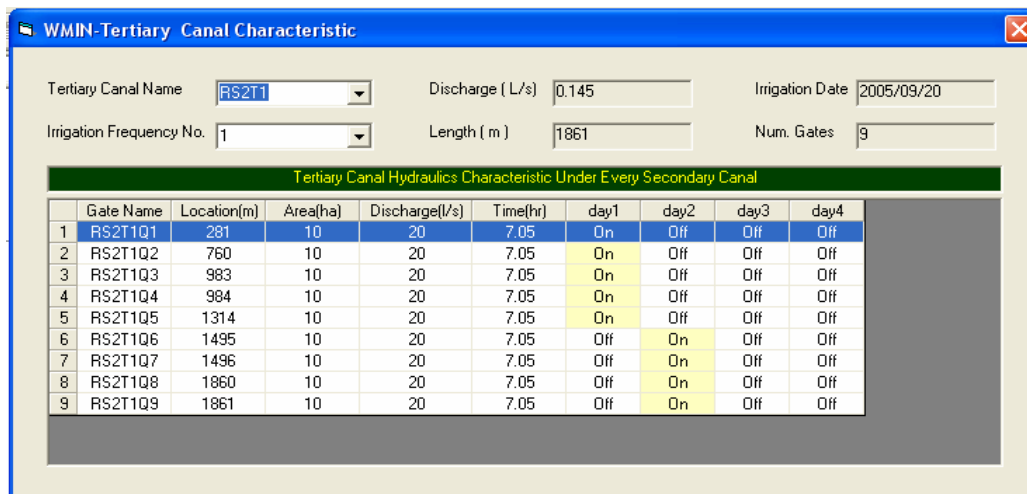 WMIN-Tertiary Canal Characteristic
Tertiary Canal Name RS2T1 Discharge ( L/s) 0.145 Irrigation Date 2005/09/20
Irrigation Frequency No. 1 Length ( m ) 1861 Num. Gates 9
Tertiary Canal Hydraulics Characteristic Under Every Secondary Canal
Gate Name Location(m) Area(ha) Discharge(l/s) Time(hr) day1 day2 day3 day4
1 RS2T1Q1 281 10 20 7.05 On Off Off Off
2 RS2T1Q2 760 10 20 7.05 On Off Off Off
3 RS2T1Q3 983 10 20 7.05 On Off Off Off
4 RS2T1Q4 984 10 20 7.05 On Off Off Off
5 RS2T1Q5 1314 10 20 7.05 On Off Off Off
6 RS2T1Q6 1495 10 20 7.05 Off On Off Off
7 RS2T1Q7 1496 10 20 7.05 Off On Off Off
8 RS2T1Q8 1860 10 20 7.05 Off On Off Off
9 RS2T1Q9 1861 10 20 7.05 Off On Off Off